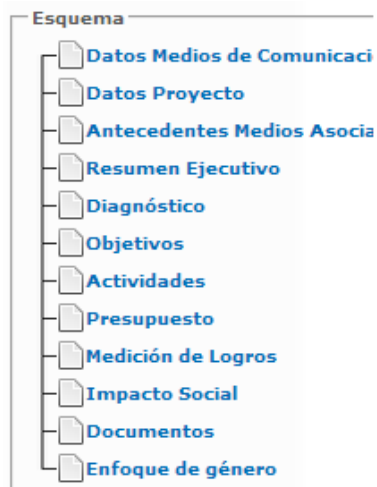 Esquema
Datos Medios de Comunicaci
Datos Proyecto
Antecedentes Medios Asocia
Resumen Ejecutivo
Diagnóstico
Objetivos
Actividades
Presupuesto
Medición de Logros
Impacto Social
Documentos
Enfoque de género